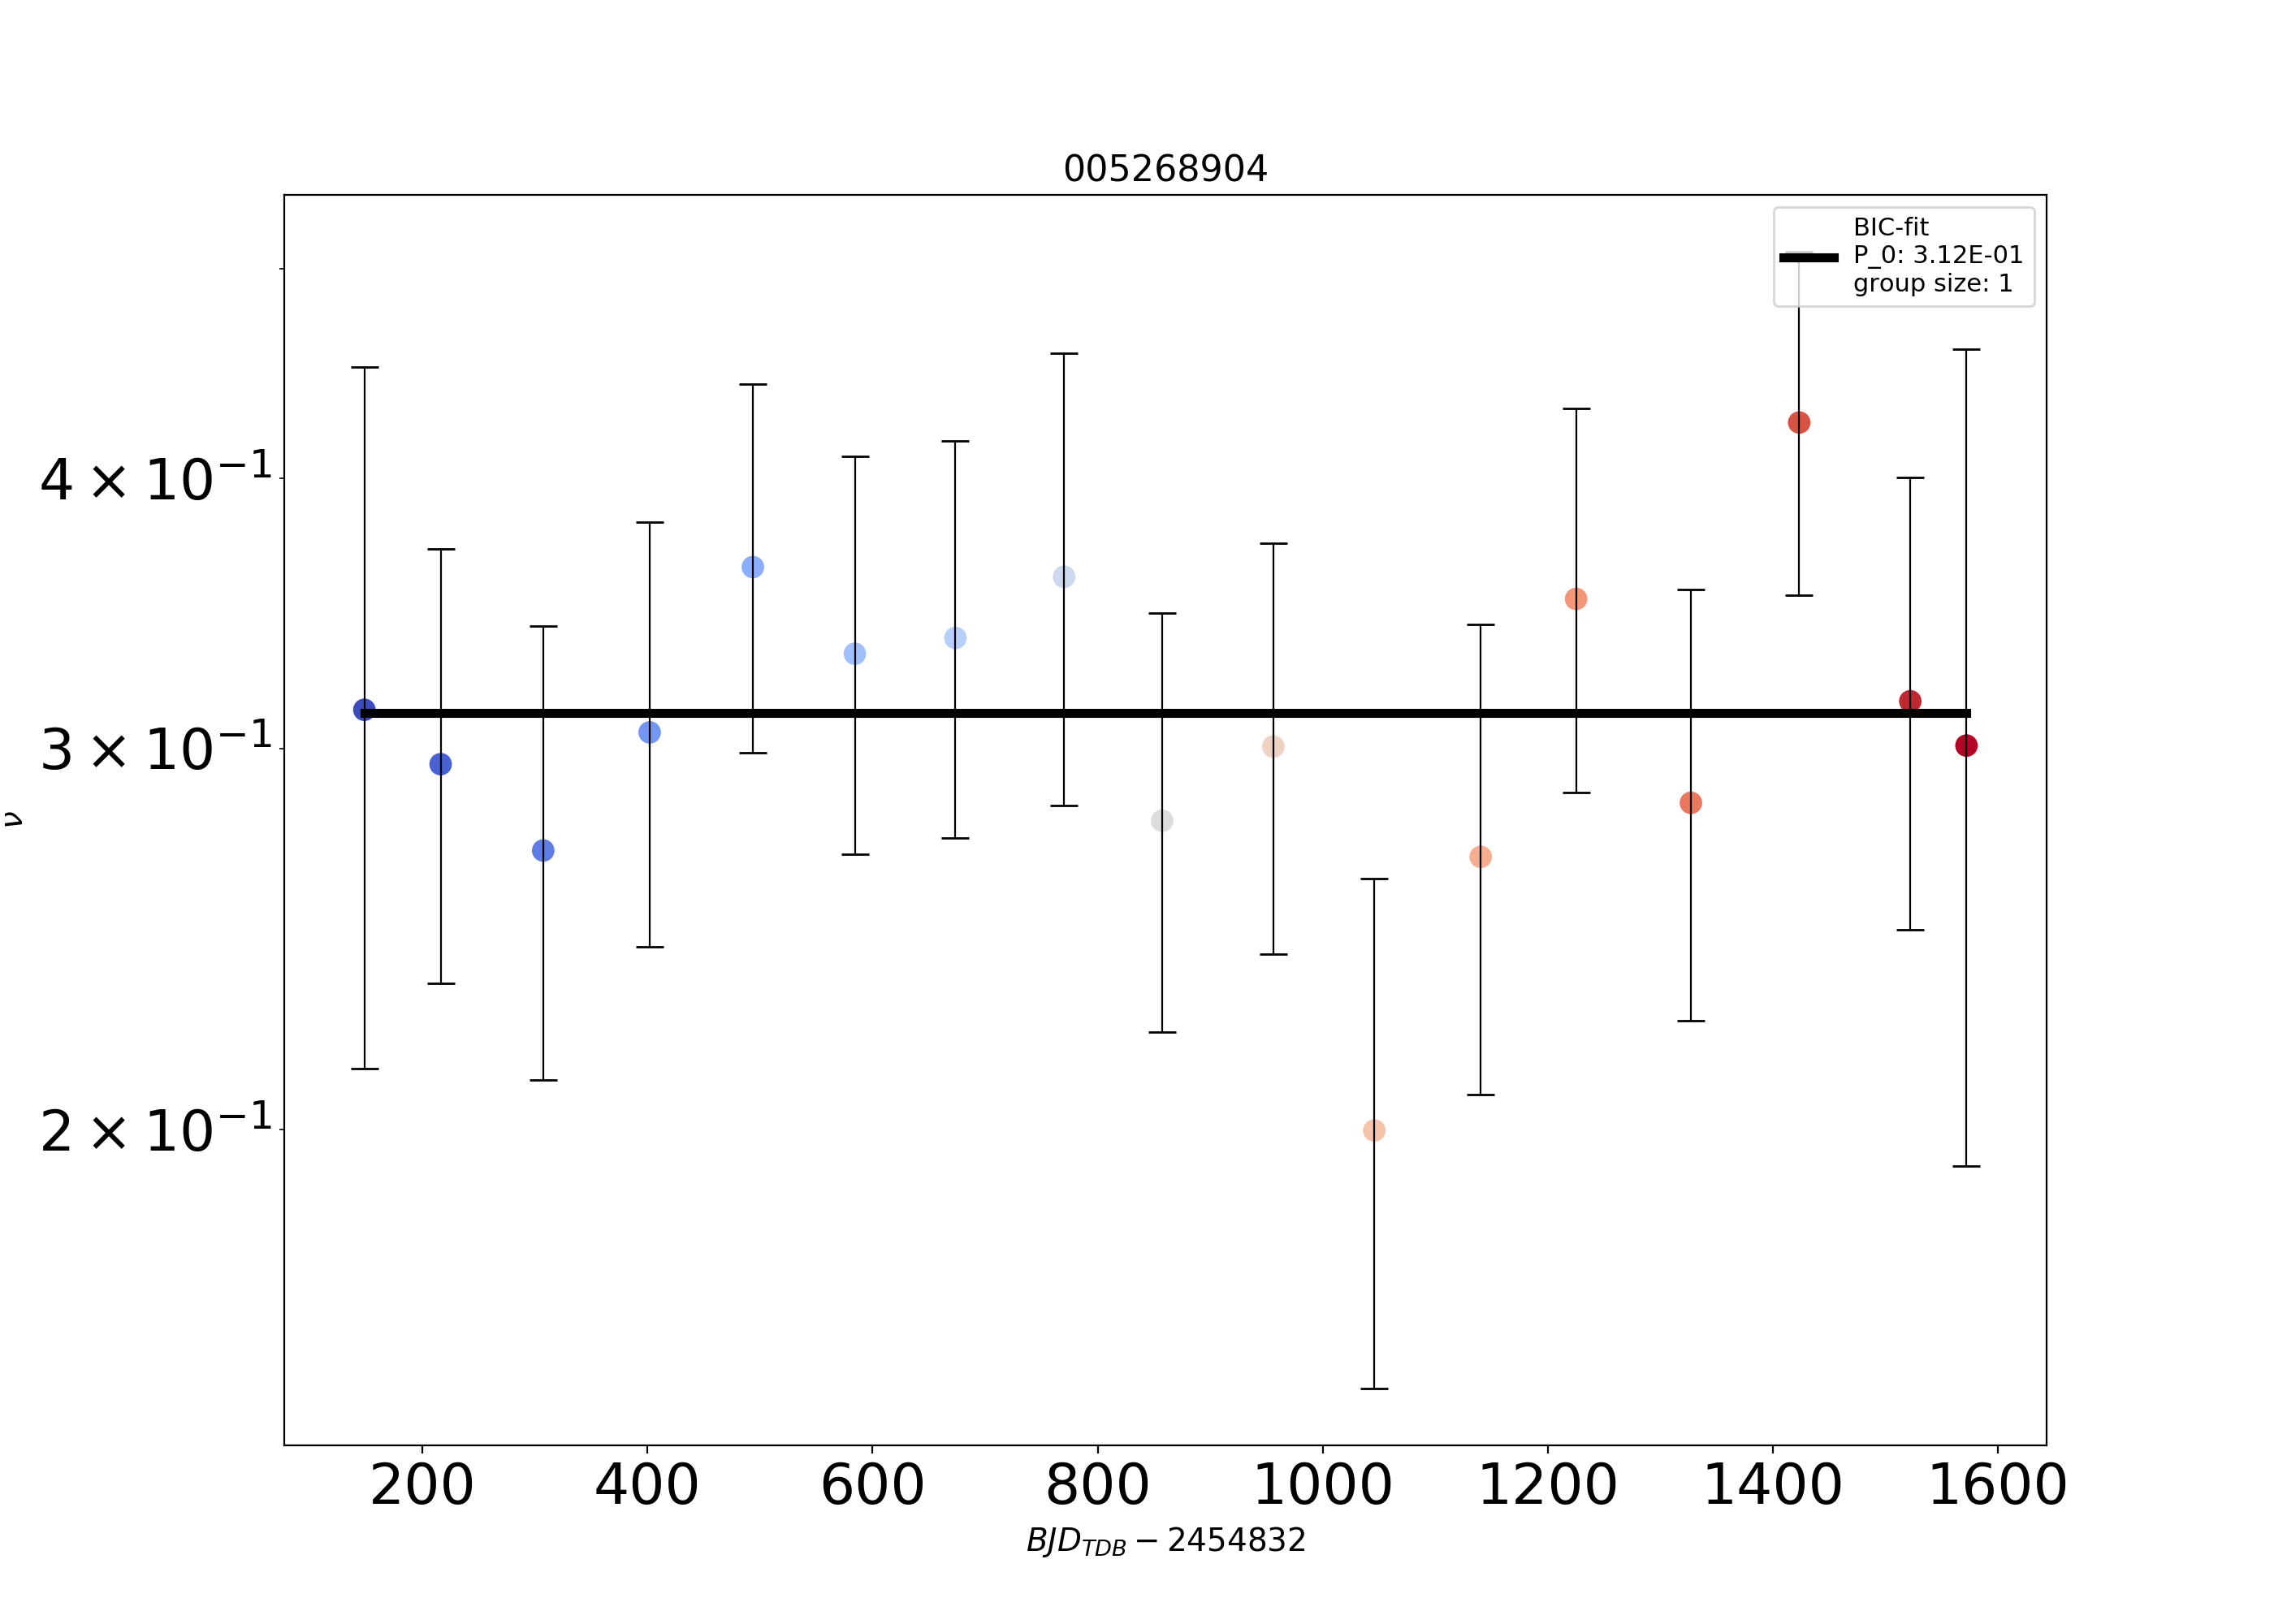 005268904
BIC-fit
P_0: 3.12E-01
group size: 1
4 × 10⁻¹
3 × 10⁻¹
2 × 10⁻¹
ν
200 400 600 800 1000 1200 1400 1600
BJD_TDB − 2454832